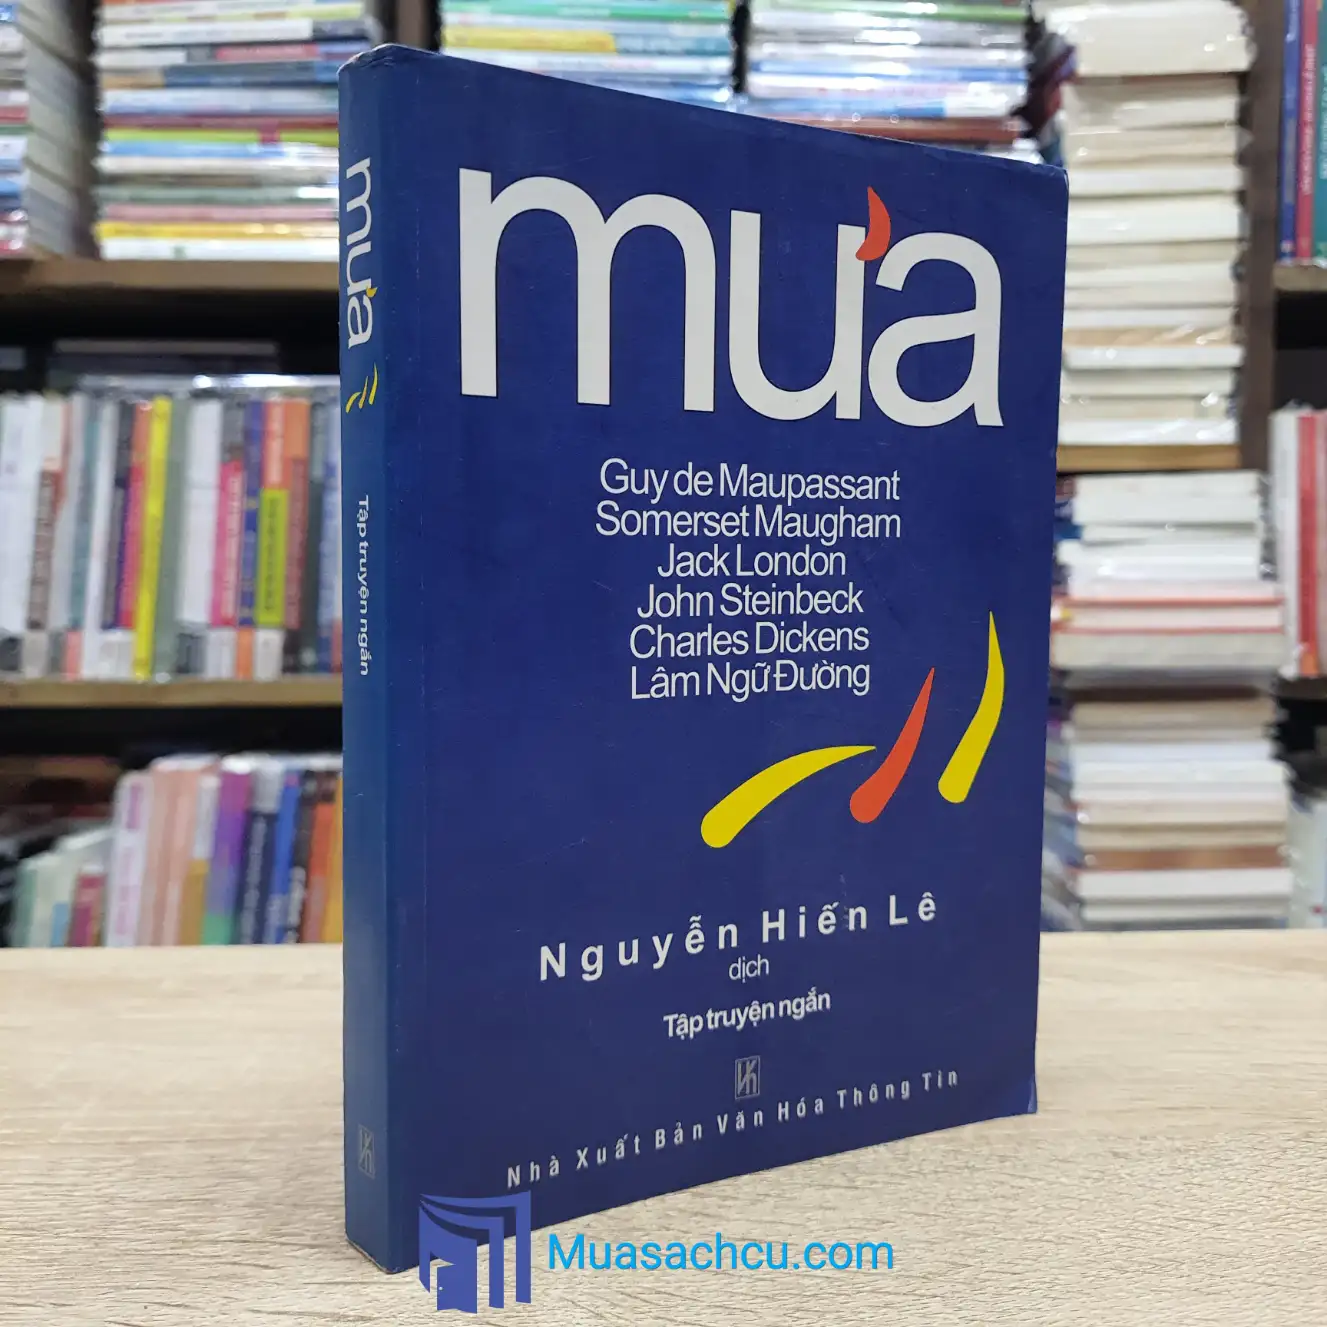 mưa
Guy de Maupassant
Somerset Maugham
Jack London
John Steinbeck
Charles Dickens
Lâm Ngữ Đường
Nguyễn Hiến Lê
dịch
Tập truyện ngắn
Nhà Xuất Bản Văn Hóa Thông Tin
mưa
Tập truyện ngắn
Muasachcu.com